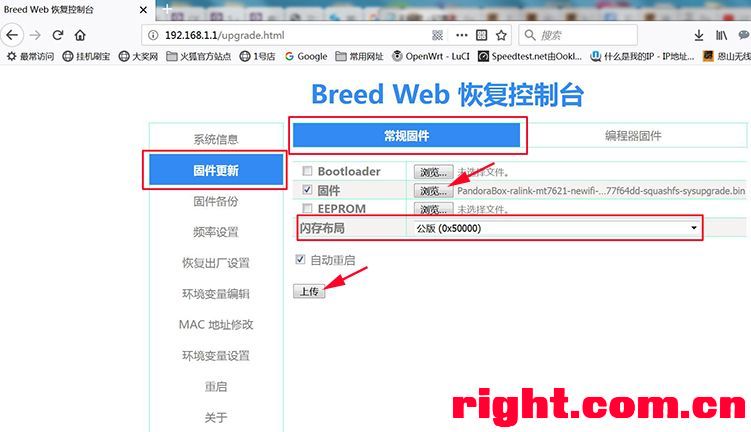 Breed Web 恢复控制台
192.168.1.1/upgrade.html
搜索
最常访问 挂机刷宝 大奖网 火狐官方站点 1号店 Google 常用网址 OpenWrt - LuCI Speedtest.net由Ookl... 什么是我的IP - IP地址... 恩山无线
Breed Web 恢复控制台
系统信息
固件更新
固件备份
频率设置
恢复出厂设置
环境变量编辑
MAC 地址修改
环境变量设置
重启
关于
常规固件 编程器固件
Bootloader 浏览... 未选择文件。
固件 浏览... PandoraBox-ralink-mt7621-newifi-...77f64dd-squashfs-sysupgrade.bin
EEPROM 浏览... 未选择文件。
闪存布局 公版 (0x50000)
自动重启
上传
right.com.cn